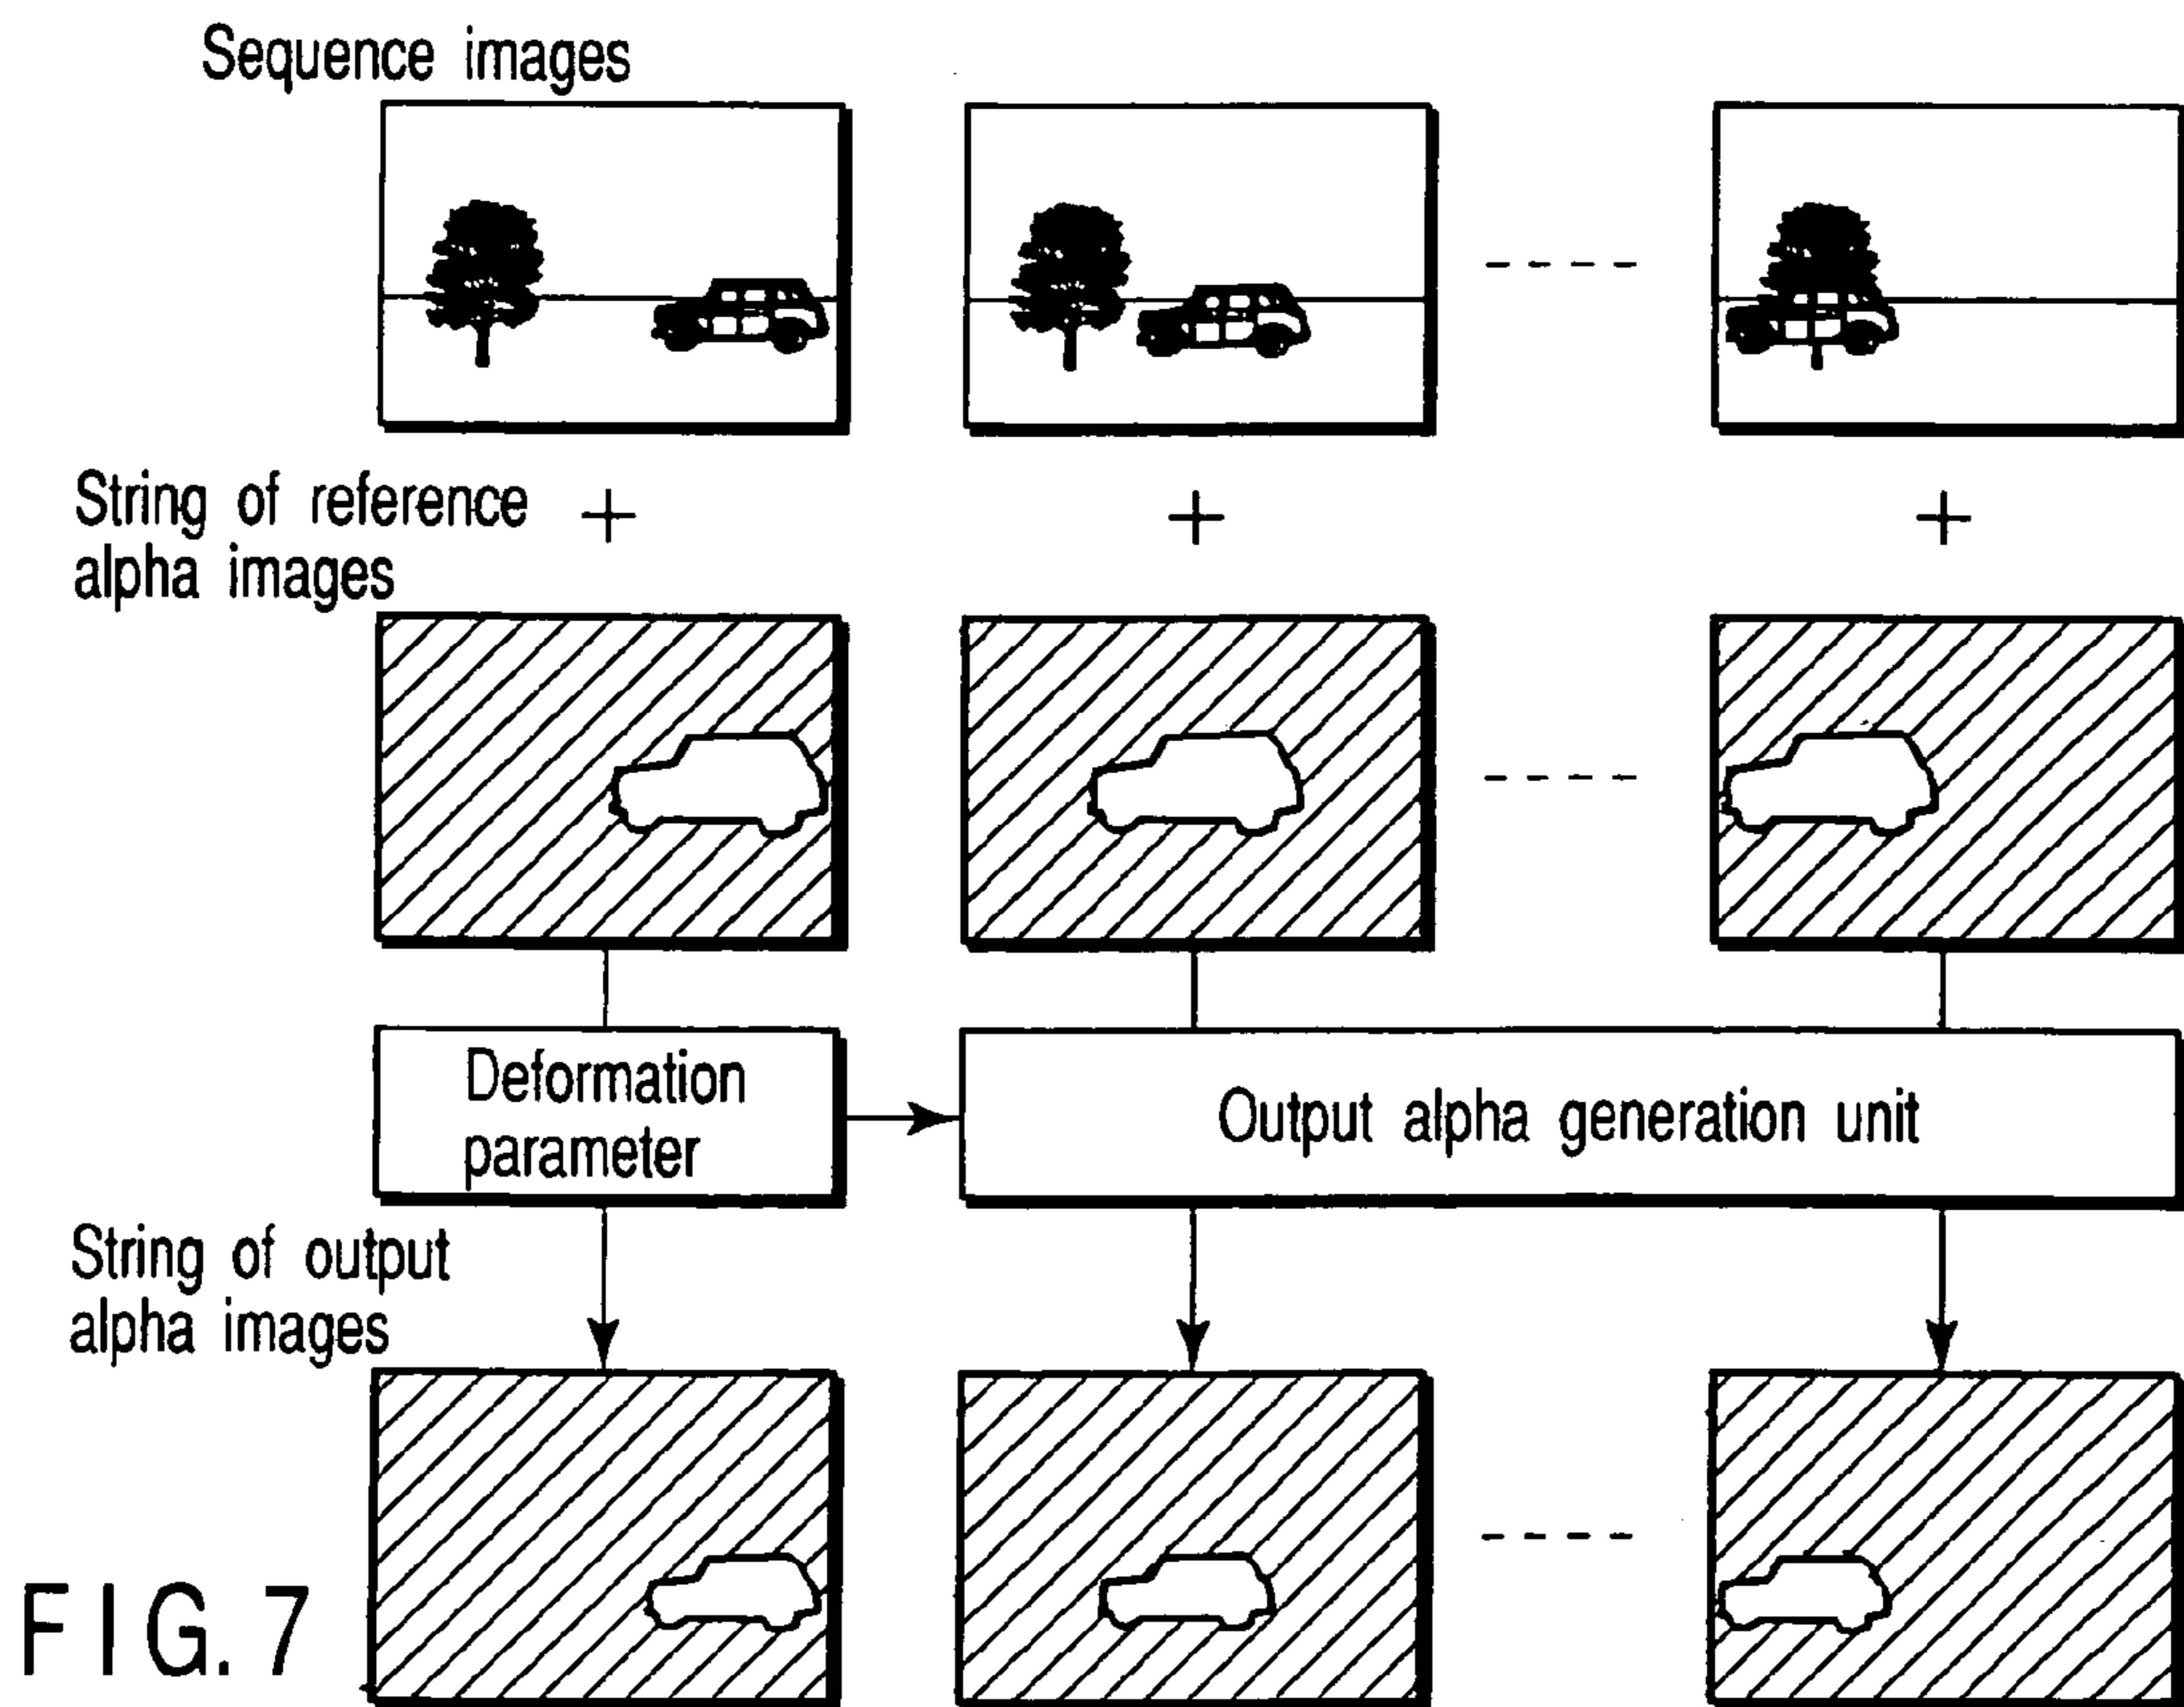 Sequence images
String of reference
alpha images
+ + +
Deformation
parameter
Output alpha generation unit
String of output
alpha images
FIG. 7